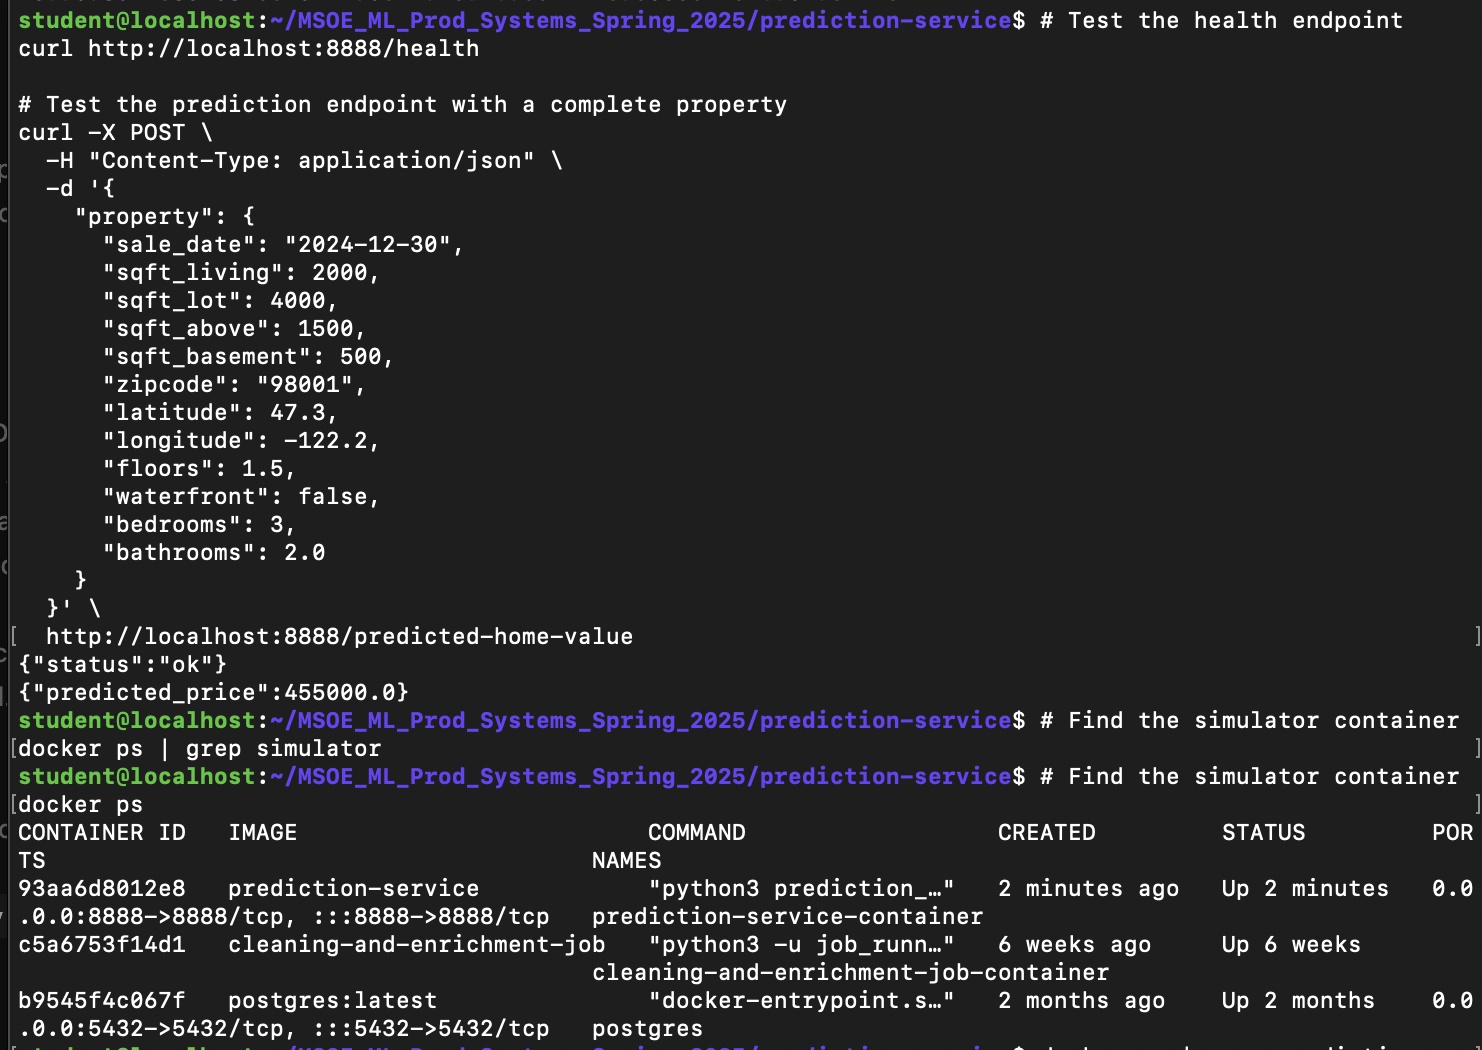 student@localhost:~/MSOE_ML_Prod_Systems_Spring_2025/prediction-service$ # Test the health endpoint
curl http://localhost:8888/health

# Test the prediction endpoint with a complete property
curl -X POST \
  -H "Content-Type: application/json" \
  -d '{
    "property": {
      "sale_date": "2024-12-30",
      "sqft_living": 2000,
      "sqft_lot": 4000,
      "sqft_above": 1500,
      "sqft_basement": 500,
      "zipcode": "98001",
      "latitude": 47.3,
      "longitude": -122.2,
      "floors": 1.5,
      "waterfront": false,
      "bedrooms": 3,
      "bathrooms": 2.0
    }
  }' \
[  http://localhost:8888/predicted-home-value ]
{"status":"ok"}
{"predicted_price":455000.0}
student@localhost:~/MSOE_ML_Prod_Systems_Spring_2025/prediction-service$ # Find the simulator container
[docker ps | grep simulator ]
student@localhost:~/MSOE_ML_Prod_Systems_Spring_2025/prediction-service$ # Find the simulator container
[docker ps ]
CONTAINER ID   IMAGE                         COMMAND                  CREATED         STATUS         POR
TS                                       NAMES
93aa6d8012e8   prediction-service            "python3 prediction_…"   2 minutes ago   Up 2 minutes   0.0
.0.0:8888->8888/tcp, :::8888->8888/tcp   prediction-service-container
c5a6753f14d1   cleaning-and-enrichment-job   "python3 -u job_runn…"   6 weeks ago     Up 6 weeks
                                         cleaning-and-enrichment-job-container
b9545f4c067f   postgres:latest               "docker-entrypoint.s…"   2 months ago    Up 2 months    0.0
.0.0:5432->5432/tcp, :::5432->5432/tcp   postgres